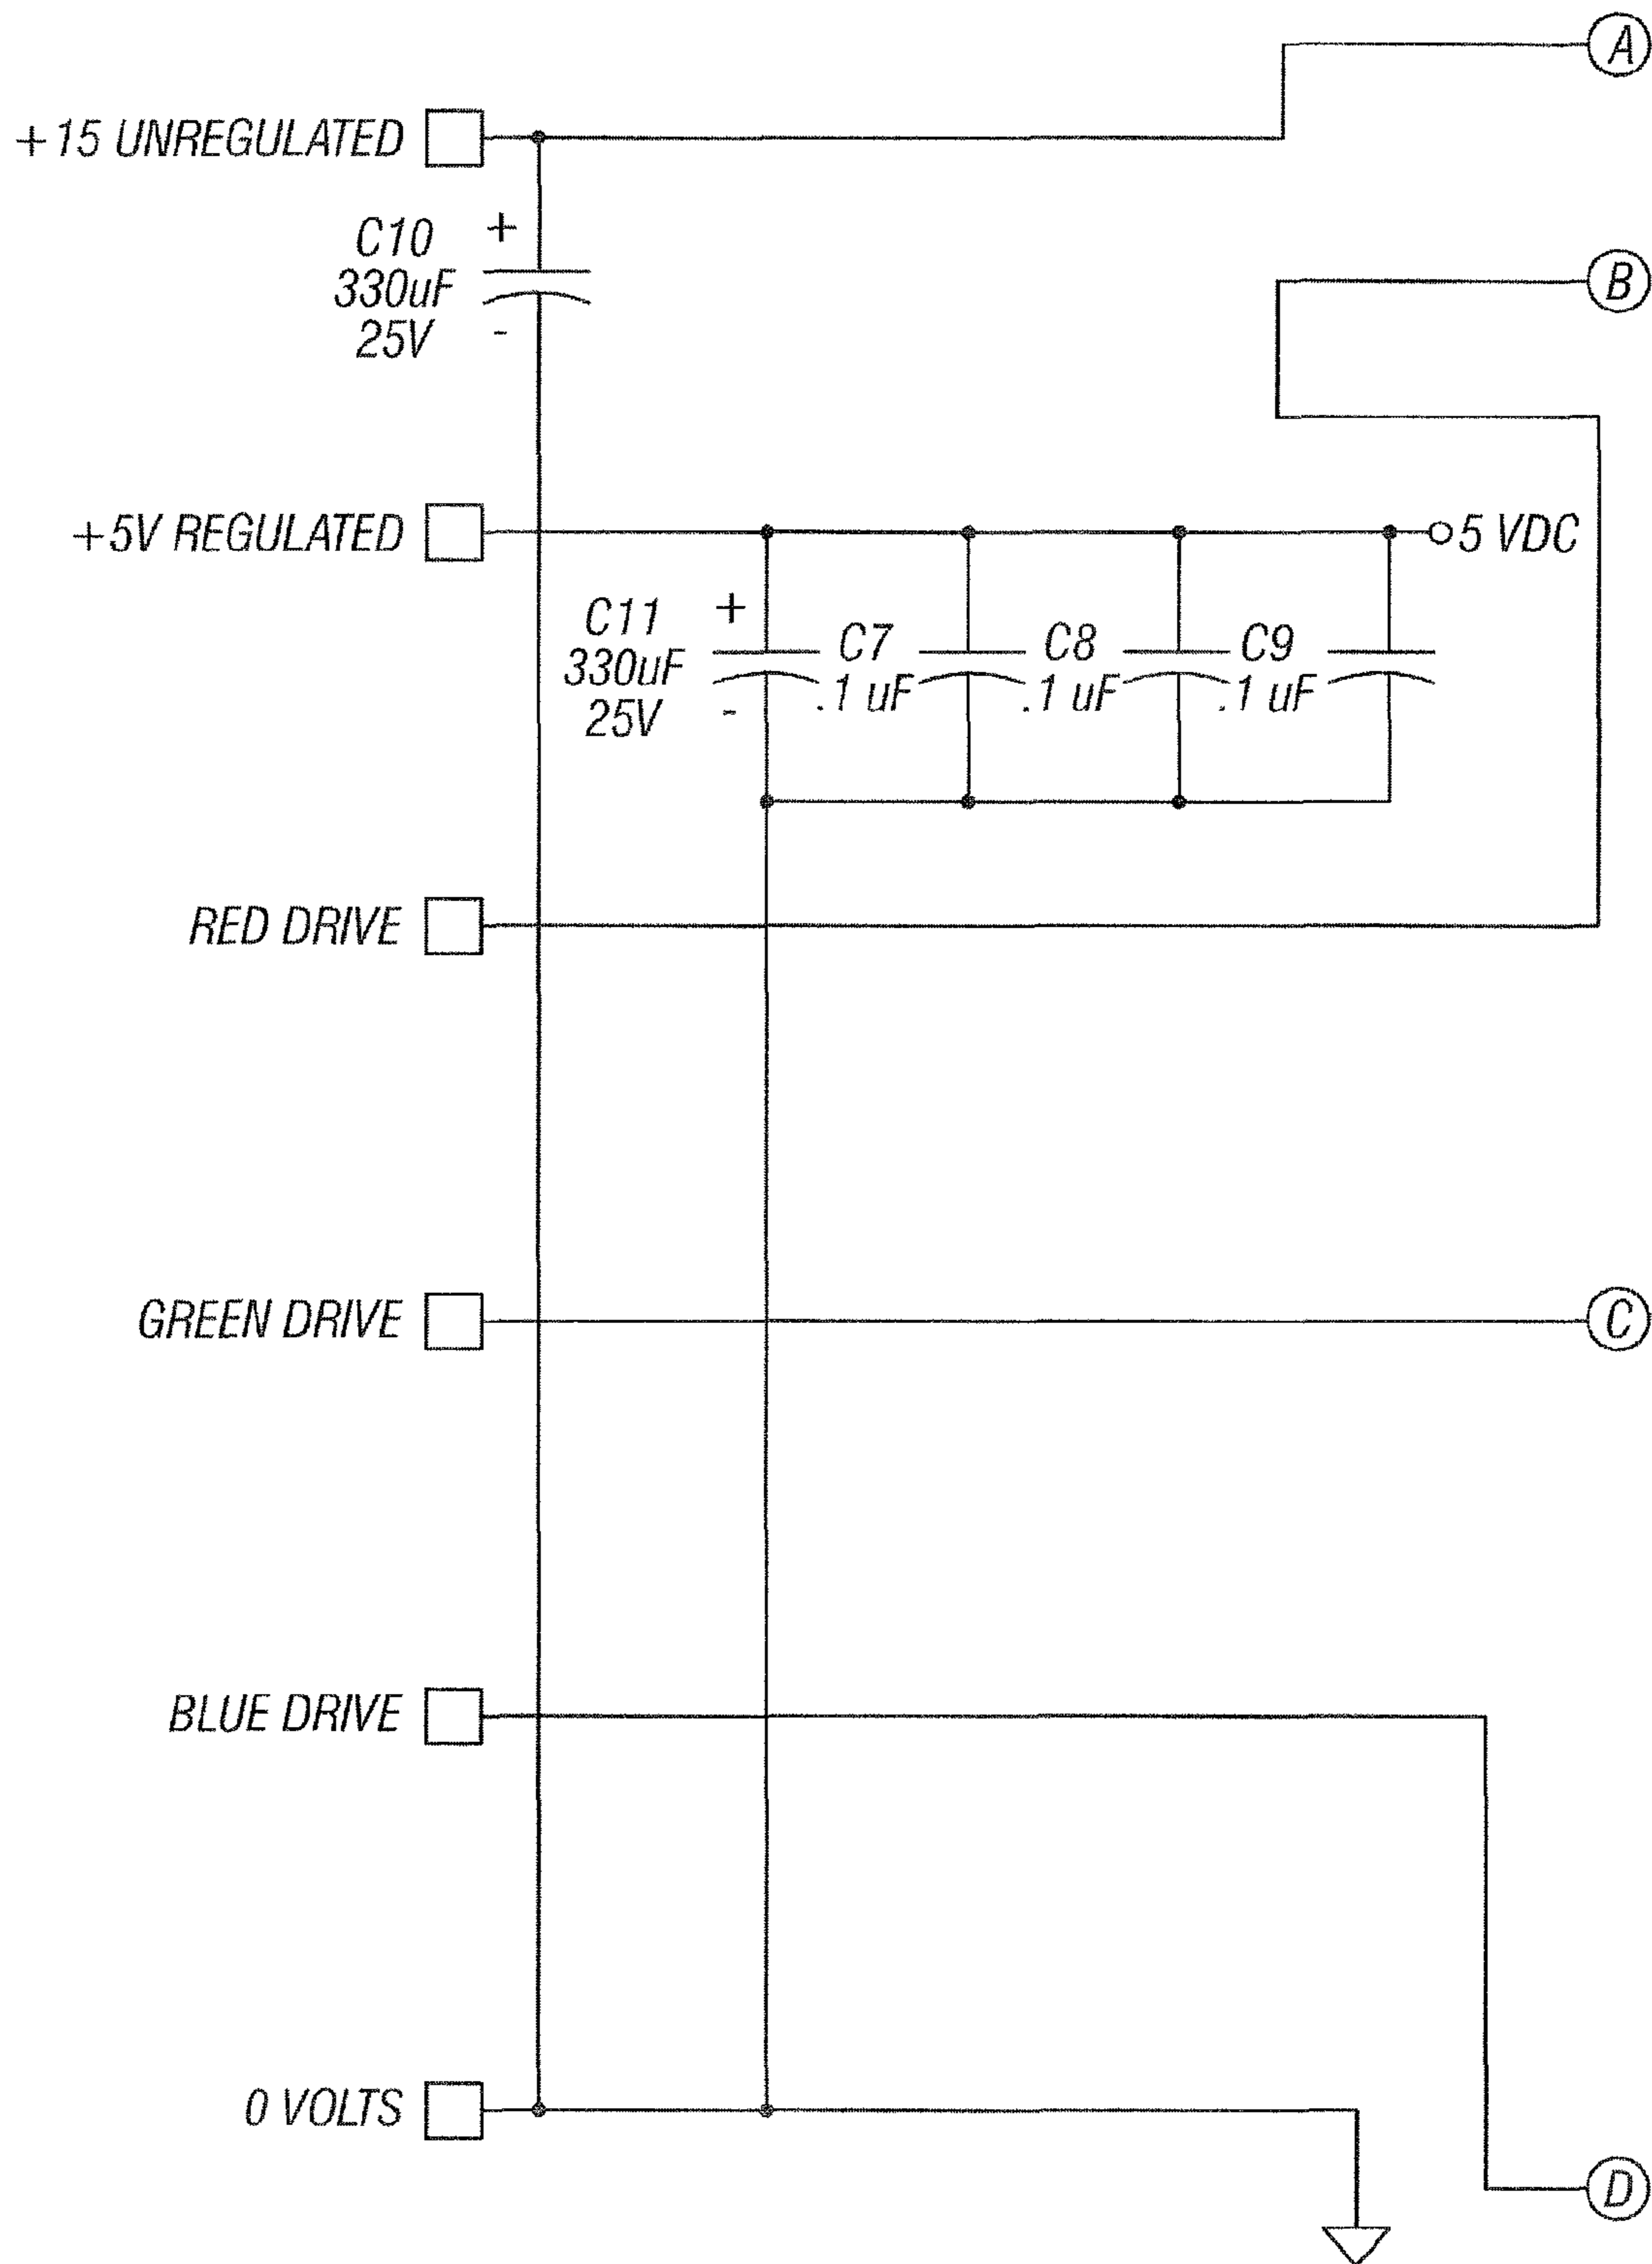 A
+15 UNREGULATED
C10
330uF
25V
+
-
B
+5V REGULATED
5 VDC
C11
330uF
25V
+
-
C7
.1 uF
C8
.1 uF
C9
.1 uF
RED DRIVE
GREEN DRIVE
C
BLUE DRIVE
0 VOLTS
D